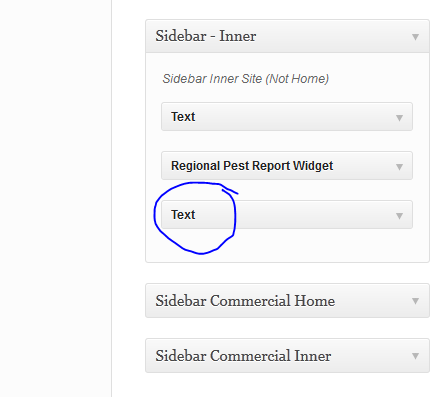 Sidebar - Inner
Sidebar Inner Site (Not Home)
Text
Regional Pest Report Widget
Text
Sidebar Commercial Home
Sidebar Commercial Inner